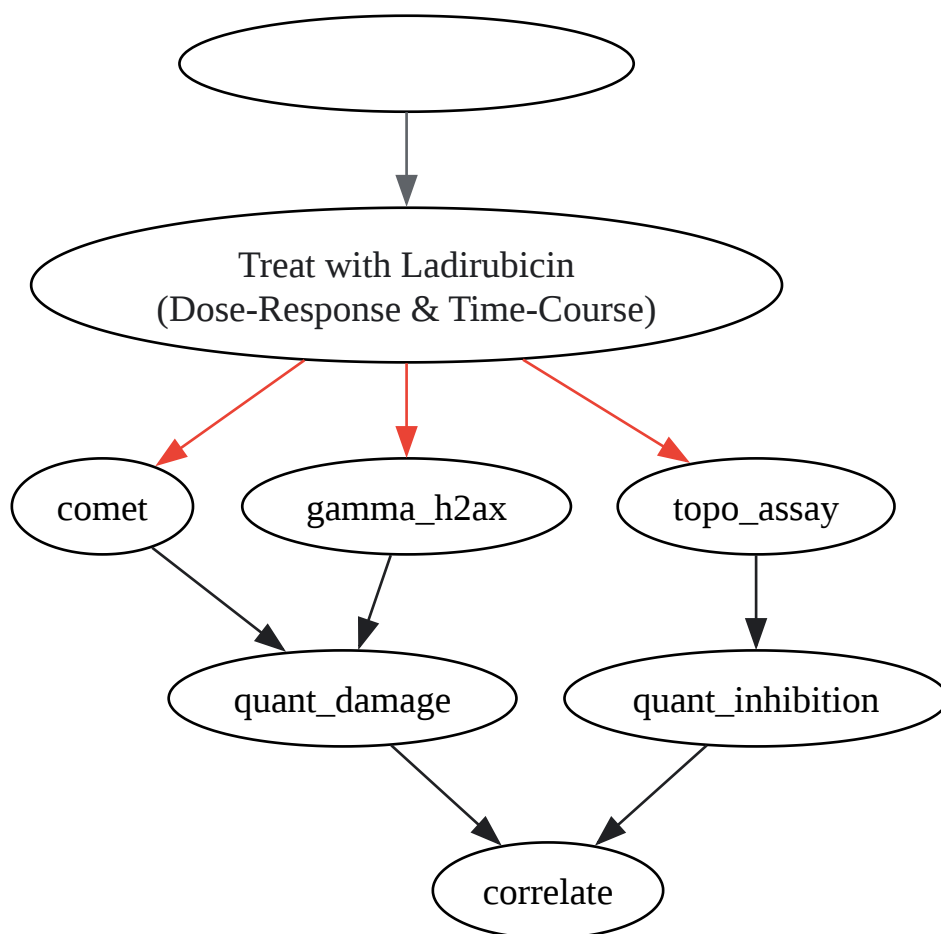 Treat with Ladirubicin
(Dose-Response & Time-Course)
comet
gamma_h2ax
topo_assay
quant_damage
quant_inhibition
correlate